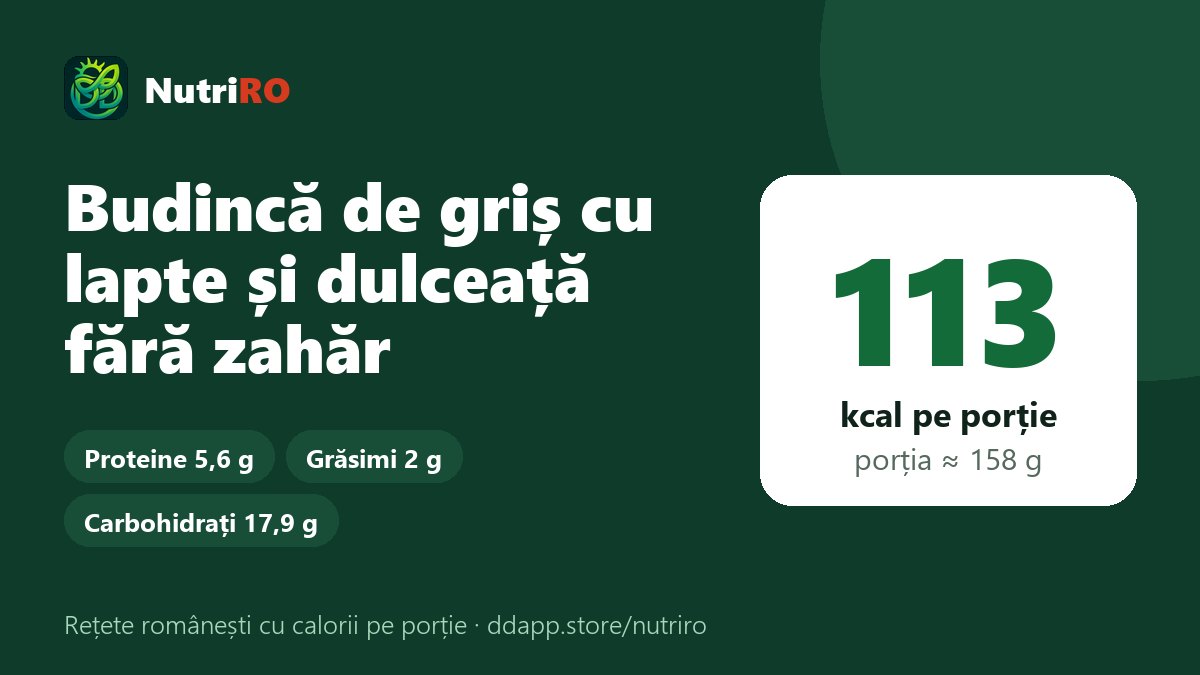 NutriRO
Budincă de griș cu
lapte și dulceață
fără zahăr
Proteine 5,6 g
Grăsimi 2 g
Carbohidrați 17,9 g
113
kcal pe porție
porția ≈ 158 g
Rețete românești cu calorii pe porție · ddapp.store/nutriro